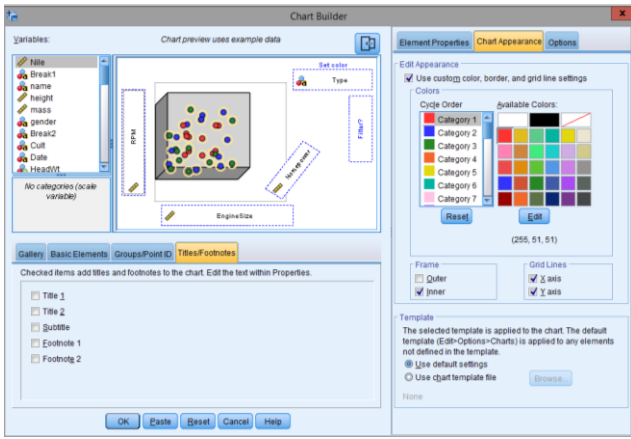 Chart Builder
Variables:
Chart preview uses example data
Nile
Break1
name
height
mass
gender
Break2
Cult
Date
HeadWt
No categories (scale
variable)
Set color
Type
RPM
Filter?
Horsepower
EngineSize
Gallery Basic Elements Groups/Point ID Titles/Footnotes
Checked items add titles and footnotes to the chart. Edit the text within Properties.
Title 1
Title 2
Subtitle
Footnote 1
Footnote 2
OK Paste Reset Cancel Help
Element Properties Chart Appearance Options
Edit Appearance
Use custom color, border, and grid line settings
Colors
Cycle Order Available Colors:
Category 1
Category 2
Category 3
Category 4
Category 5
Category 6
Category 7
Reset Edit
(255, 51, 51)
Frame Grid Lines
Outer X axis
Inner Y axis
Template
The selected template is applied to the chart. The default
template (Edit>Options>Charts) is applied to any elements
not defined in the template.
Use default settings
Use chart template file Browse...
None